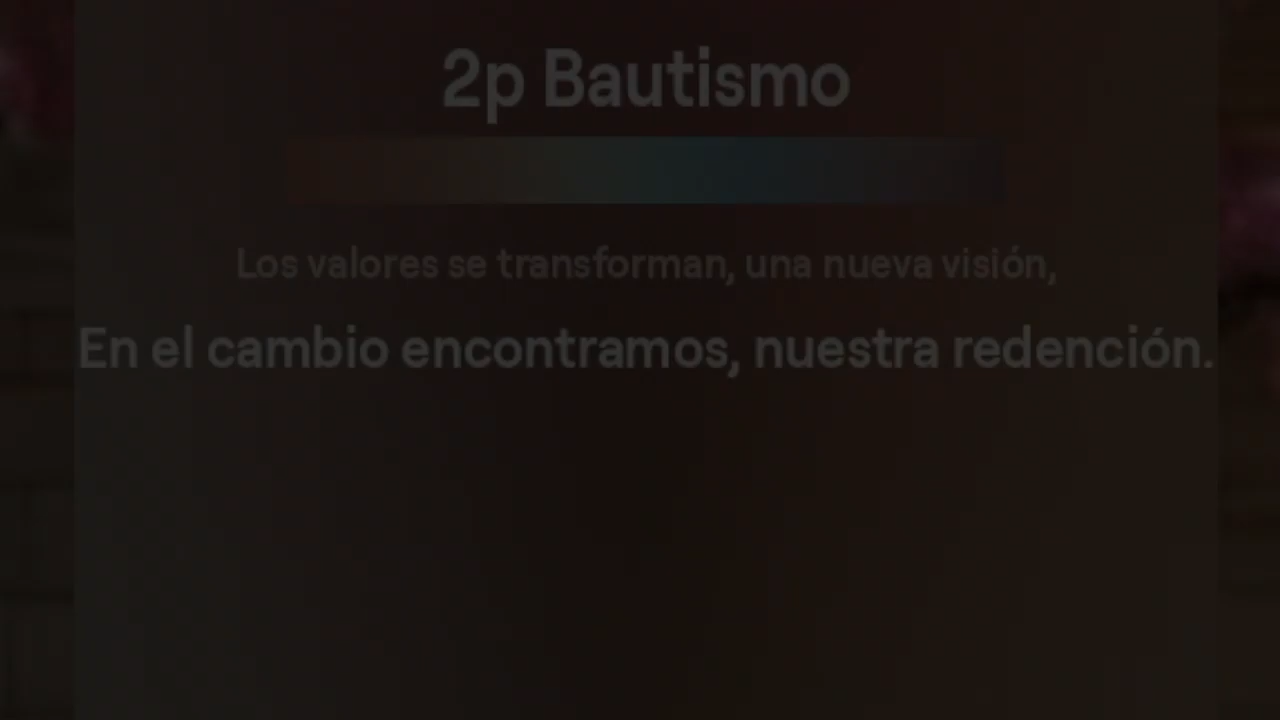 2p Bautismo
Los valores se transforman, una nueva visión,
En el cambio encontramos, nuestra redención.